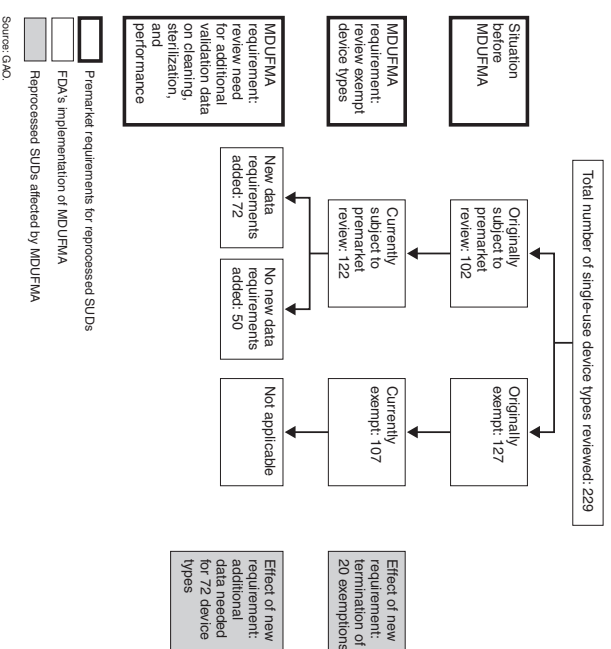 Total number of single-use device types reviewed: 229
Situation
before
MDUFMA
Originally
subject to
premarket
review: 102
Originally
exempt: 127
MDUFMA
requirement:
review exempt
device types
Currently
subject to
premarket
review: 122
Currently
exempt: 107
Effect of new
requirement:
termination of
20 exemptions
MDUFMA
requirement:
review need
for additional
validation data
on cleaning,
sterilization,
and
performance
New data
requirements
added: 72
No new data
requirements
added: 50
Not applicable
Effect of new
requirement:
additional
data needed
for 72 device
types
Premarket requirements for reprocessed SUDs
FDA's implementation of MDUFMA
Reprocessed SUDs affected by MDUFMA
Source: GAO.